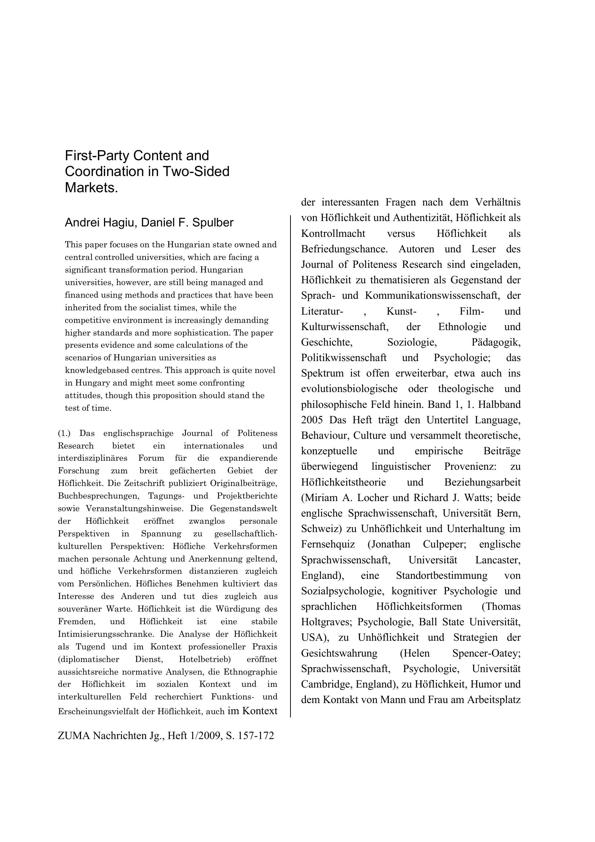 First-Party Content and
Coordination in Two-Sided
Markets.
Andrei Hagiu, Daniel F. Spulber
This paper focuses on the Hungarian state owned and
central controlled universities, which are facing a
significant transformation period. Hungarian
universities, however, are still being managed and
financed using methods and practices that have been
inherited from the socialist times, while the
competitive environment is increasingly demanding
higher standards and more sophistication. The paper
presents evidence and some calculations of the
scenarios of Hungarian universities as
knowledgebased centres. This approach is quite novel
in Hungary and might meet some confronting
attitudes, though this proposition should stand the
test of time.
(1.) Das englischsprachige Journal of Politeness
Research bietet ein internationales und
interdisziplinäres Forum für die expandierende
Forschung zum breit gefächerten Gebiet der
Höflichkeit. Die Zeitschrift publiziert Originalbeiträge,
Buchbesprechungen, Tagungs- und Projektberichte
sowie Veranstaltungshinweise. Die Gegenstandswelt
der Höflichkeit eröffnet zwanglos personale
Perspektiven in Spannung zu gesellschaftlich-
kulturellen Perspektiven: Höfliche Verkehrsformen
machen personale Achtung und Anerkennung geltend,
und höfliche Verkehrsformen distanzieren zugleich
vom Persönlichen. Höfliches Benehmen kultiviert das
Interesse des Anderen und tut dies zugleich aus
souveräner Warte. Höflichkeit ist die Würdigung des
Fremden, und Höflichkeit ist eine stabile
Intimisierungsschranke. Die Analyse der Höflichkeit
als Tugend und im Kontext professioneller Praxis
(diplomatischer Dienst, Hotelbetrieb) eröffnet
aussichtsreiche normative Analysen, die Ethnographie
der Höflichkeit im sozialen Kontext und im
interkulturellen Feld recherchiert Funktions- und
Erscheinungsvielfalt der Höflichkeit, auch im Kontext
der interessanten Fragen nach dem Verhältnis
von Höflichkeit und Authentizität, Höflichkeit als
Kontrollmacht versus Höflichkeit als
Befriedungschance. Autoren und Leser des
Journal of Politeness Research sind eingeladen,
Höflichkeit zu thematisieren als Gegenstand der
Sprach- und Kommunikationswissenschaft, der
Literatur- , Kunst- , Film- und
Kulturwissenschaft, der Ethnologie und
Geschichte, Soziologie, Pädagogik,
Politikwissenschaft und Psychologie; das
Spektrum ist offen erweiterbar, etwa auch ins
evolutionsbiologische oder theologische und
philosophische Feld hinein. Band 1, 1. Halbband
2005 Das Heft trägt den Untertitel Language,
Behaviour, Culture und versammelt theoretische,
konzeptuelle und empirische Beiträge
überwiegend linguistischer Provenienz: zu
Höflichkeitstheorie und Beziehungsarbeit
(Miriam A. Locher und Richard J. Watts; beide
englische Sprachwissenschaft, Universität Bern,
Schweiz) zu Unhöflichkeit und Unterhaltung im
Fernsehquiz (Jonathan Culpeper; englische
Sprachwissenschaft, Universität Lancaster,
England), eine Standortbestimmung von
Sozialpsychologie, kognitiver Psychologie und
sprachlichen Höflichkeitsformen (Thomas
Holtgraves; Psychologie, Ball State Universität,
USA), zu Unhöflichkeit und Strategien der
Gesichtswahrung (Helen Spencer-Oatey;
Sprachwissenschaft, Psychologie, Universität
Cambridge, England), zu Höflichkeit, Humor und
dem Kontakt von Mann und Frau am Arbeitsplatz
ZUMA Nachrichten Jg., Heft 1/2009, S. 157-172